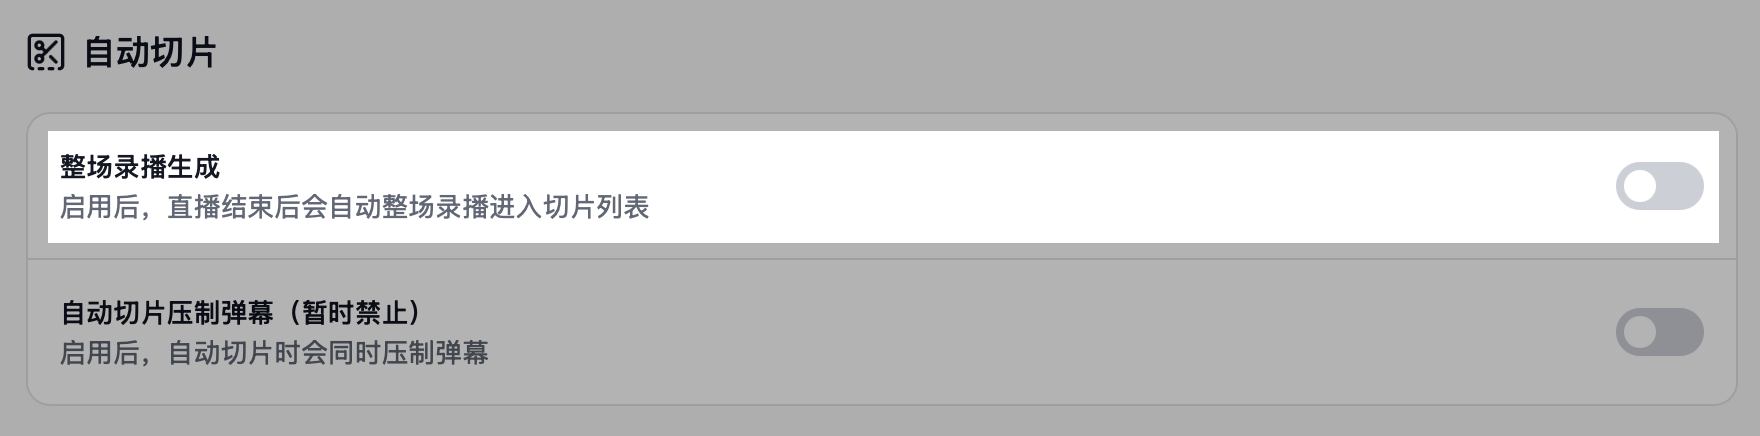 自动切片
整场录播生成
启用后，直播结束后会自动整场录播进入切片列表
自动切片压制弹幕（暂时禁止）
启用后，自动切片时会同时压制弹幕